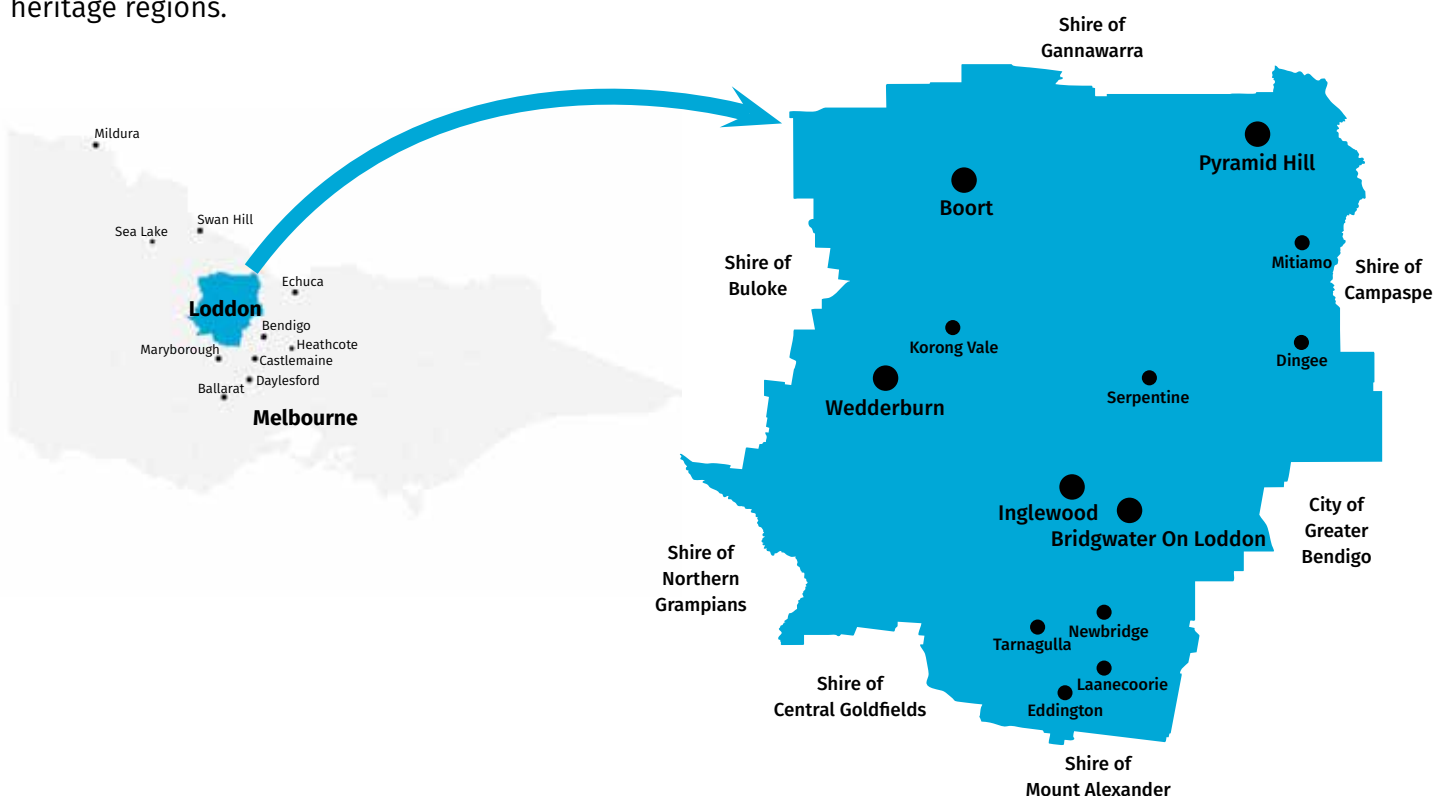 heritage regions.
Mildura
Swan Hill
Sea Lake
Echuca
Loddon
Bendigo
Heathcote
Maryborough
Castlemaine
Daylesford
Ballarat
Melbourne
Shire of
Gannawarra
Pyramid Hill
Boort
Mitiamo
Shire of
Buloke
Shire of
Campaspe
Korong Vale
Dingee
Wedderburn
Serpentine
Inglewood
Bridgwater On Loddon
City of
Greater
Bendigo
Shire of
Northern
Grampians
Newbridge
Tarnagulla
Laanecoorie
Eddington
Shire of
Central Goldfields
Shire of
Mount Alexander